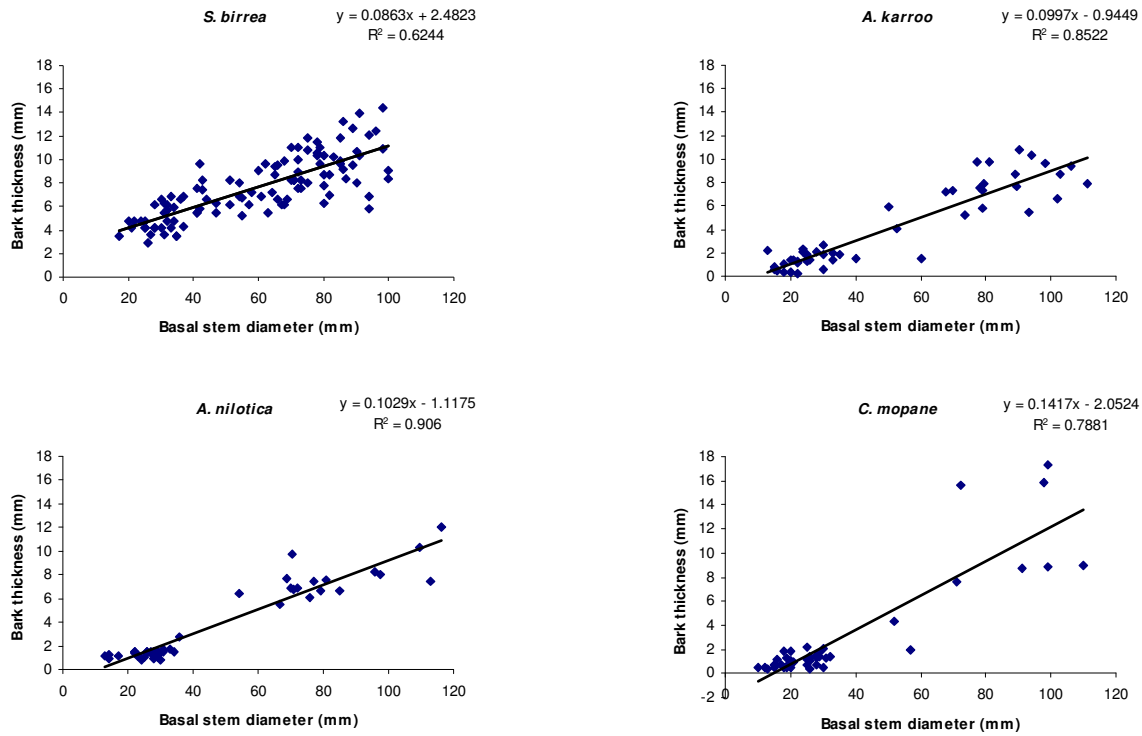 S. birrea
y = 0.0863x + 2.4823
R² = 0.6244
18
16
14
12
10
8
6
4
2
0
Bark thickness (mm)
0 20 40 60 80 100 120
Basal stem diameter (mm)
A. karroo
y = 0.0997x - 0.9449
R² = 0.8522
18
16
14
12
10
8
6
4
2
0
Bark thickness (mm)
0 20 40 60 80 100 120
Basal stem diameter (mm)
A. nilotica
y = 0.1029x - 1.1175
R² = 0.906
18
16
14
12
10
8
6
4
2
0
Bark thickness (mm)
0 20 40 60 80 100 120
Basal stem diameter (mm)
C. mopane
y = 0.1417x - 2.0524
R² = 0.7881
18
16
14
12
10
8
6
4
2
0
-2
Bark thickness (mm)
0 20 40 60 80 100 120
Basal stem diameter (mm)